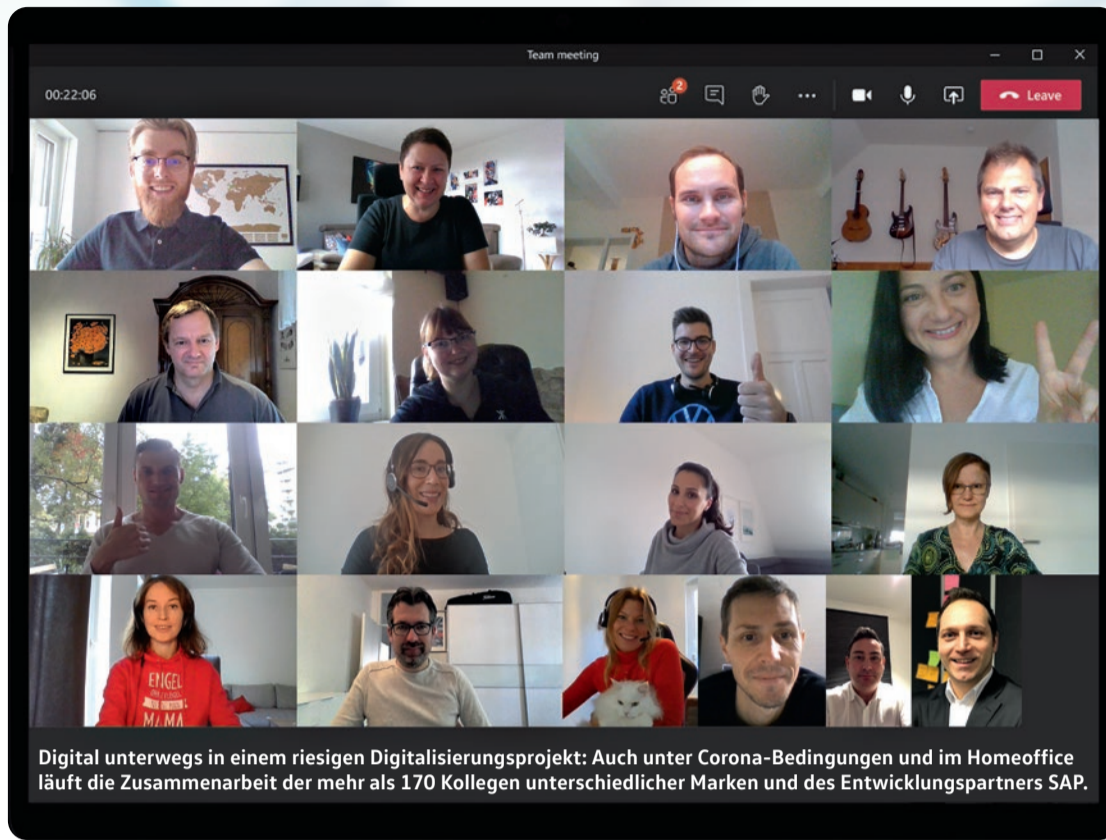 Team meeting
00:22:06
2
Leave
ENGEL
MAMA
Digital unterwegs in einem riesigen Digitalisierungsprojekt: Auch unter Corona-Bedingungen und im Homeoffice
läuft die Zusammenarbeit der mehr als 170 Kollegen unterschiedlicher Marken und des Entwicklungspartners SAP.